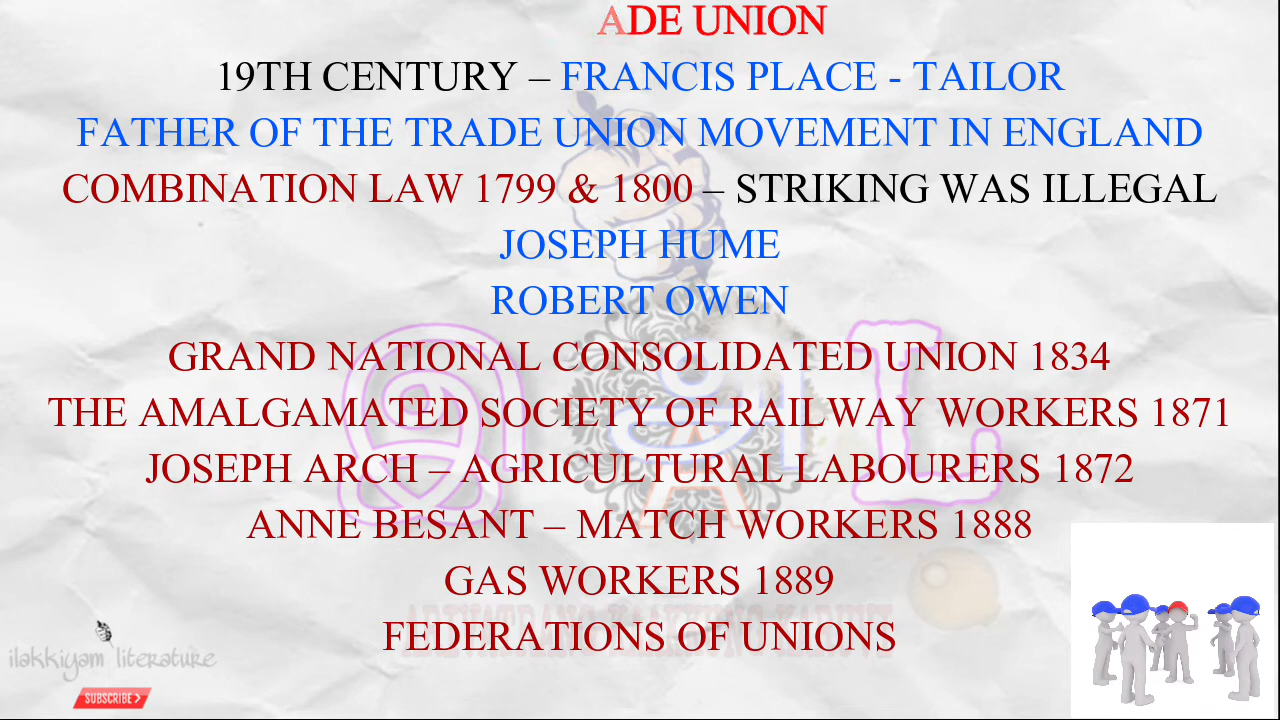 ADE UNION
19TH CENTURY – FRANCIS PLACE - TAILOR
FATHER OF THE TRADE UNION MOVEMENT IN ENGLAND
COMBINATION LAW 1799 & 1800 – STRIKING WAS ILLEGAL
JOSEPH HUME
ROBERT OWEN
GRAND NATIONAL CONSOLIDATED UNION 1834
THE AMALGAMATED SOCIETY OF RAILWAY WORKERS 1871
JOSEPH ARCH – AGRICULTURAL LABOURERS 1872
ANNE BESANT – MATCH WORKERS 1888
GAS WORKERS 1889
FEDERATIONS OF UNIONS
ilakkiyam literature
SUBSCRIBE